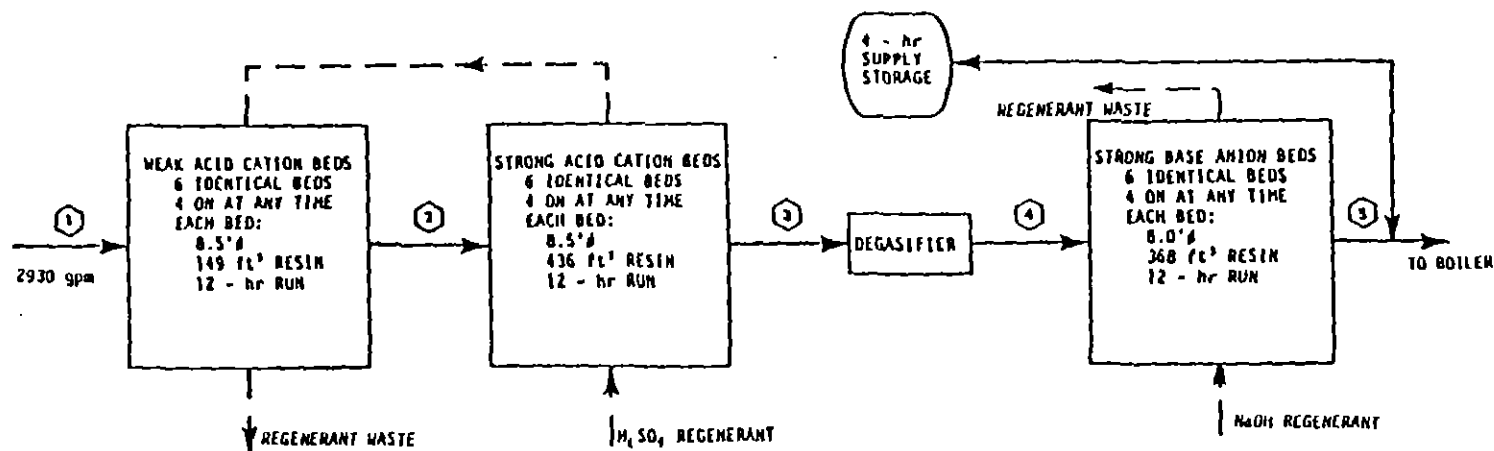 4 - hr
SUPPLY
STORAGE
REGENERANT WASTE
WEAK ACID CATION BEDS
6 IDENTICAL BEDS
4 ON AT ANY TIME
EACH BED:
8.5'ø
149 ft³ RESIN
12 - hr RUN
STRONG ACID CATION BEDS
6 IDENTICAL BEDS
4 ON AT ANY TIME
EACH BED:
8.5'ø
436 ft³ RESIN
12 - hr RUN
STRONG BASE ANION BEDS
6 IDENTICAL BEDS
4 ON AT ANY TIME
EACH BED:
8.0'ø
368 ft³ RESIN
12 - hr RUN
1
2930 gpm
2
3
DEGASIFIER
4
5
TO BOILER
REGENERANT WASTE
H₂SO₄ REGENERANT
NaOH REGENERANT